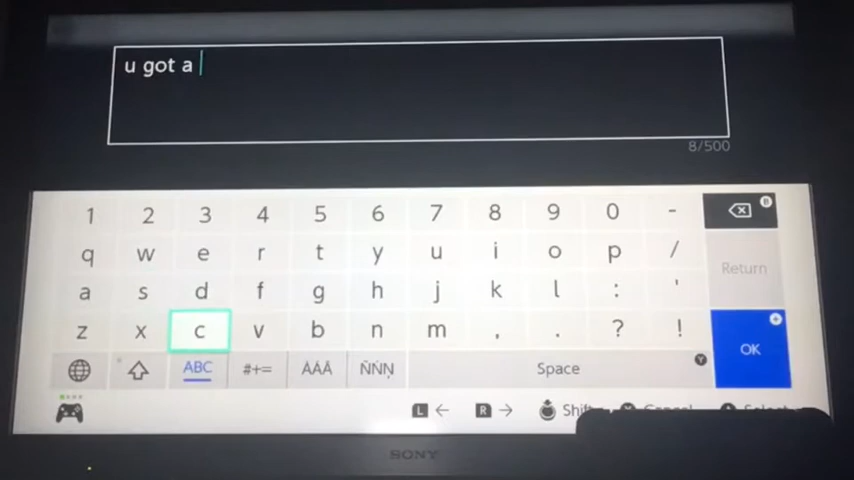 u got a
8/500
1 2 3 4 5 6 7 8 9 0 -
q w e r t y u i o p /
Return
a s d f g h j k l : '
z x c v b n m , . ? !
+
OK
ABC #+= ÀÁÂ ÑŃŅ Space Y
L ← R → Shift
SONY